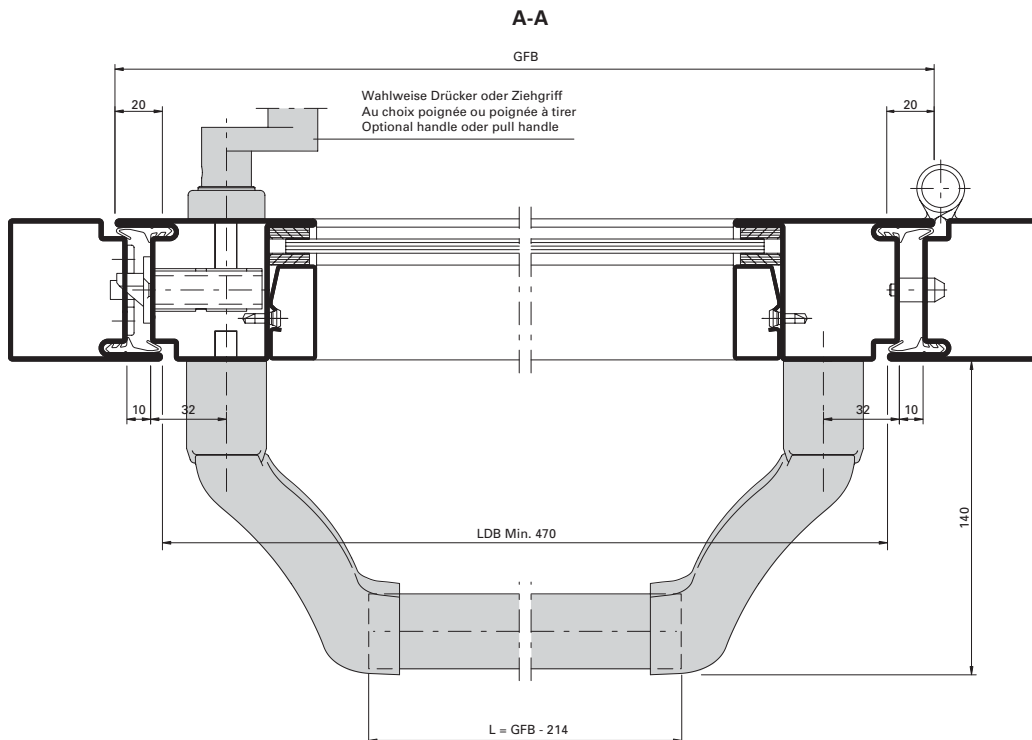 A-A
GFB
20
Wahlweise Drücker oder Ziehgriff
Au choix poignée ou poignée à tirer
Optional handle oder pull handle
20
10
32
32
10
LDB Min. 470
140
L = GFB - 214